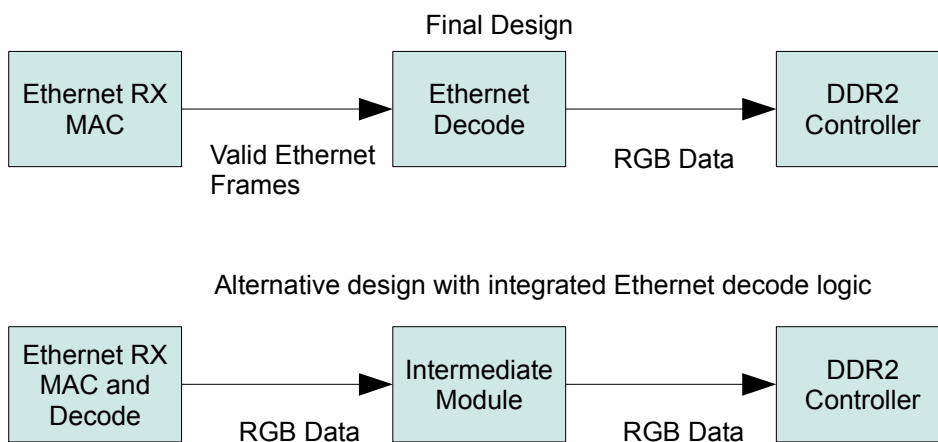 Final Design
Ethernet RX
MAC
Ethernet
Decode
DDR2
Controller
Valid Ethernet
Frames
RGB Data
Alternative design with integrated Ethernet decode logic
Ethernet RX
MAC and
Decode
Intermediate
Module
DDR2
Controller
RGB Data
RGB Data